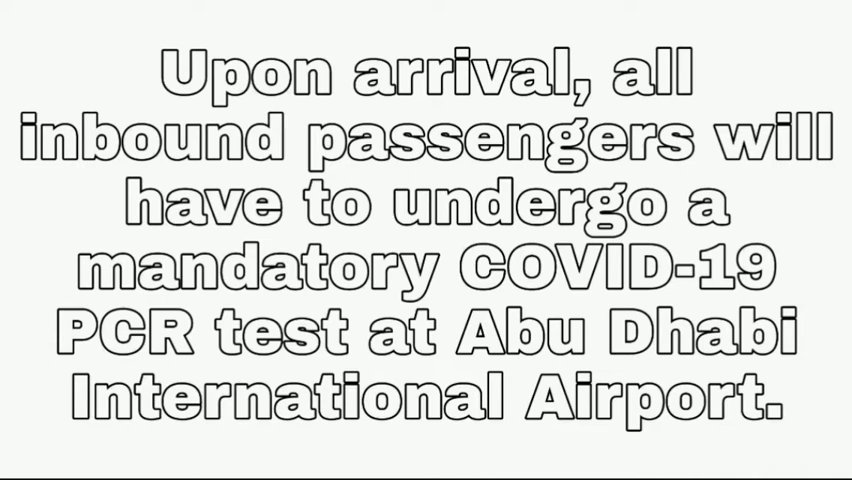 Upon arrival, all
inbound passengers will
have to undergo a
mandatory COVID-19
PCR test at Abu Dhabi
International Airport.